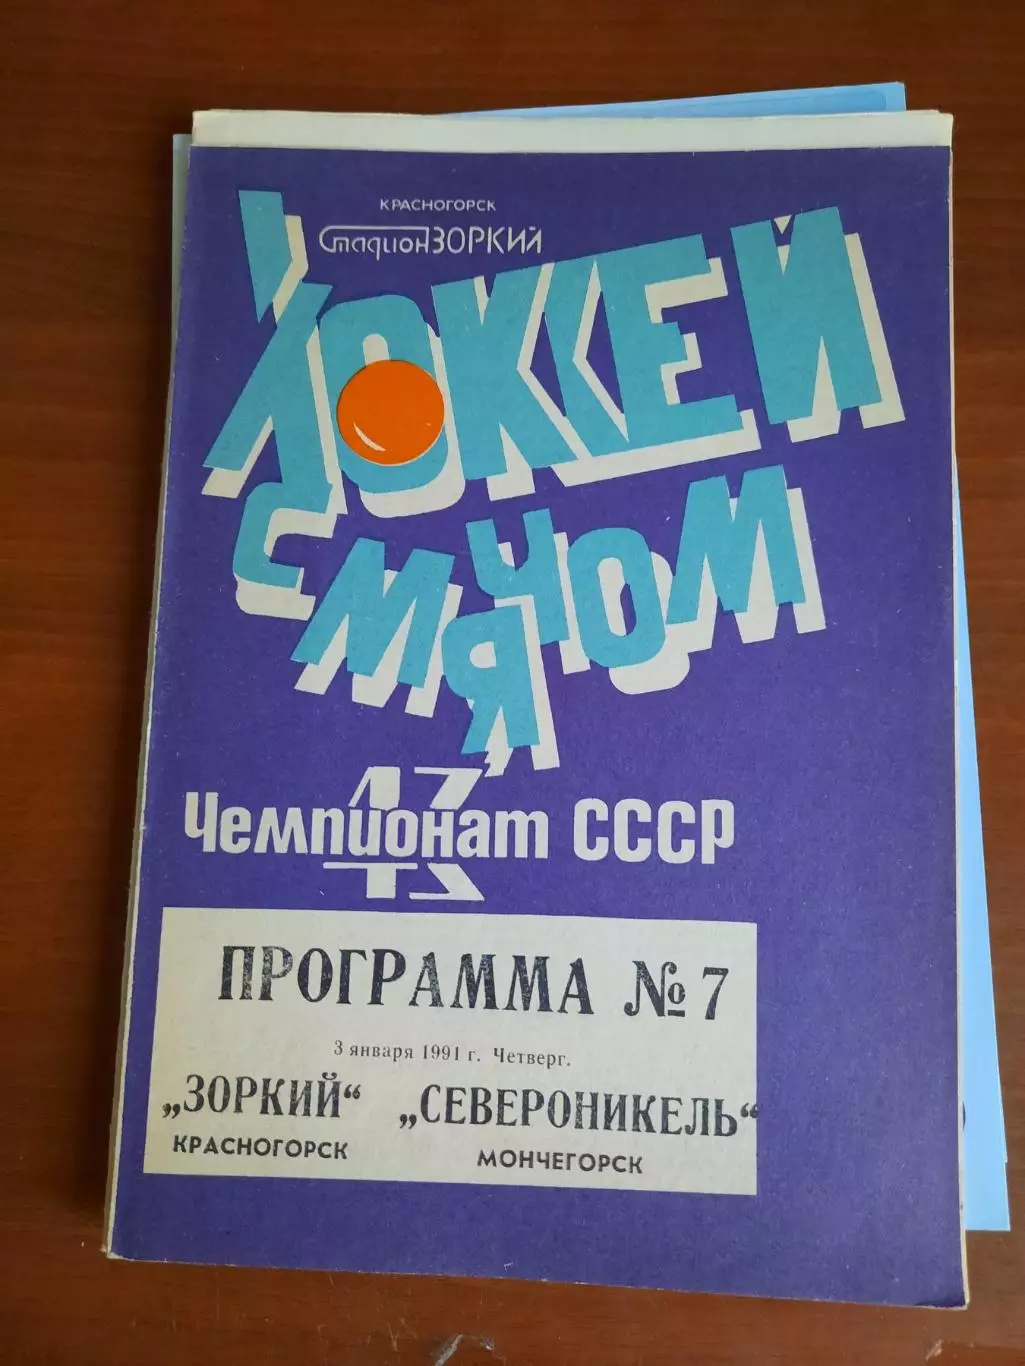 КРАСНОГОРСК
Стадион ЗОРКИЙ
ХОККЕЙ
С МЯЧОМ
43
Чемпионат СССР
ПРОГРАММА № 7
3 января 1991 г. Четверг.
„ЗОРКИЙ“ „СЕВЕРОНИКЕЛЬ“
КРАСНОГОРСК МОНЧЕГОРСК